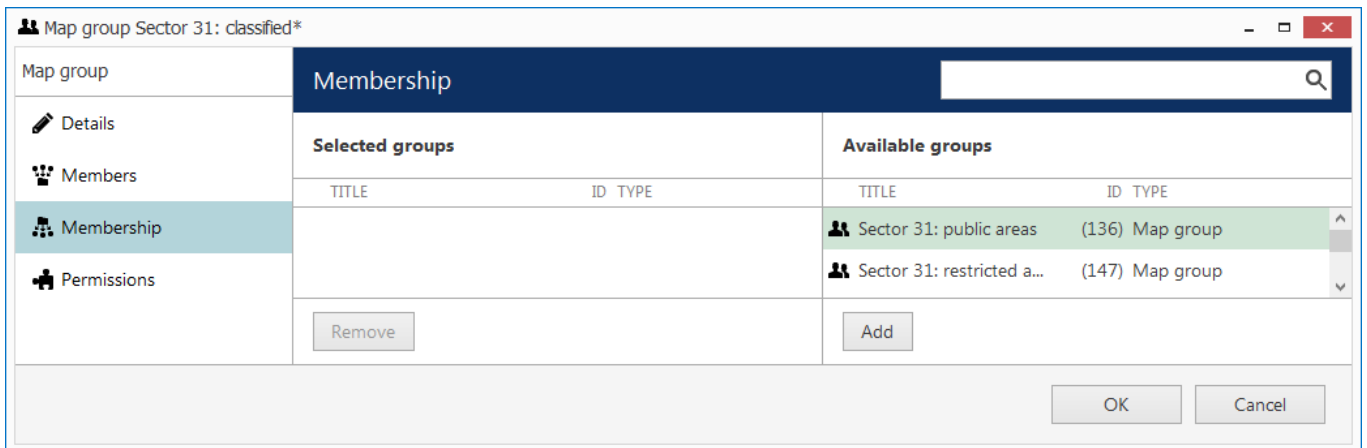 Map group Sector 31: classified*
Map group
Details
Members
Membership
Permissions
Membership
Selected groups
TITLE ID TYPE
Remove
Available groups
TITLE ID TYPE
Sector 31: public areas (136) Map group
Sector 31: restricted a... (147) Map group
Add
OK Cancel